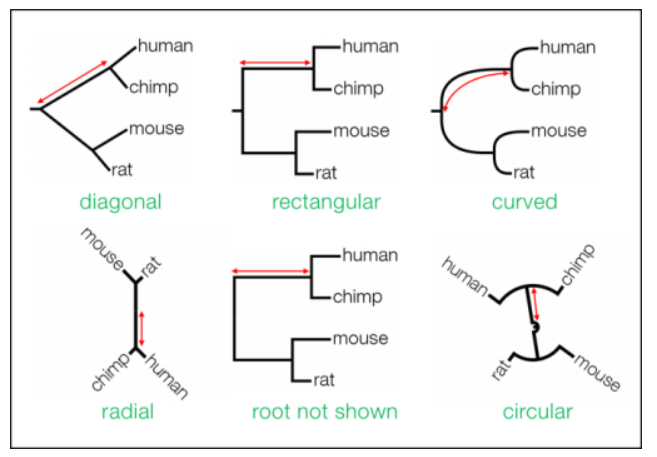 human
chimp
mouse
rat
diagonal
human
chimp
mouse
rat
rectangular
human
chimp
mouse
rat
curved
mouse
rat
chimp
human
radial
human
chimp
mouse
rat
root not shown
human
chimp
rat
mouse
circular